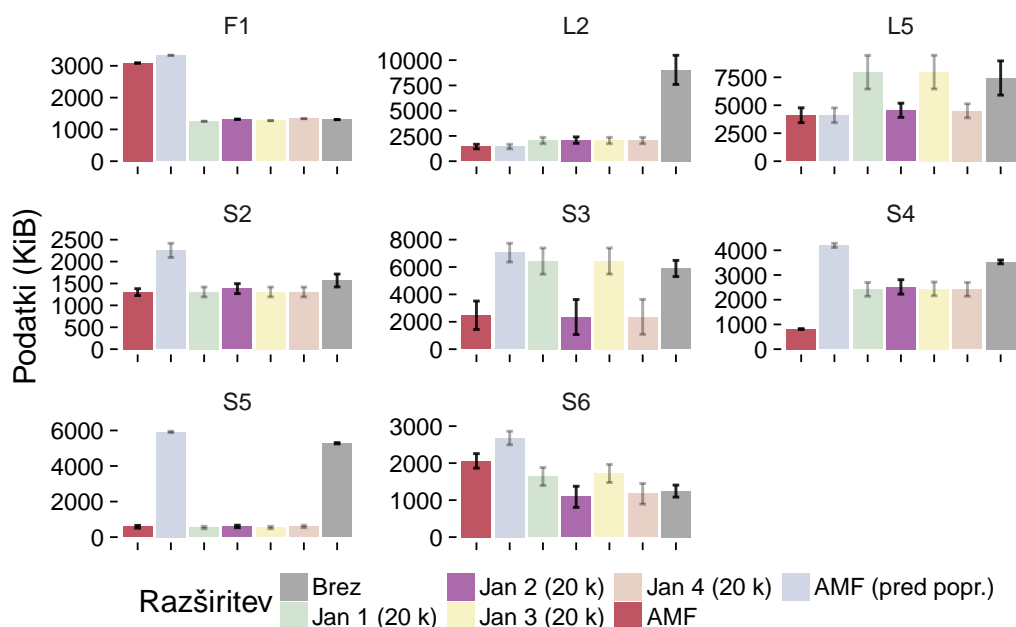 F1
L2
L5
3000
2000
1000
0
10000
7500
5000
2500
0
7500
5000
2500
0
S2
S3
S4
2500
2000
1500
1000
500
0
8000
6000
4000
2000
0
4000
3000
2000
1000
0
S5
S6
6000
4000
2000
0
3000
2000
1000
0
Podatki (KiB)
Razširitev
Brez
Jan 2 (20 k)
Jan 4 (20 k)
AMF (pred popr.)
Jan 1 (20 k)
Jan 3 (20 k)
AMF